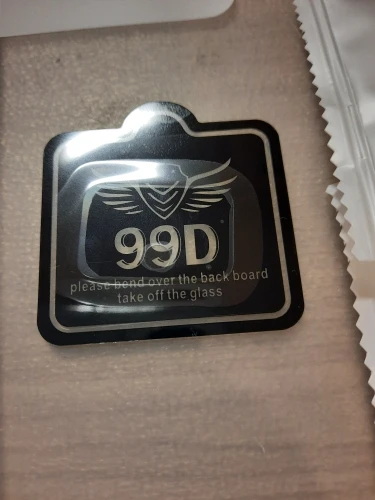 99D
please bend over the back board
take off the glass